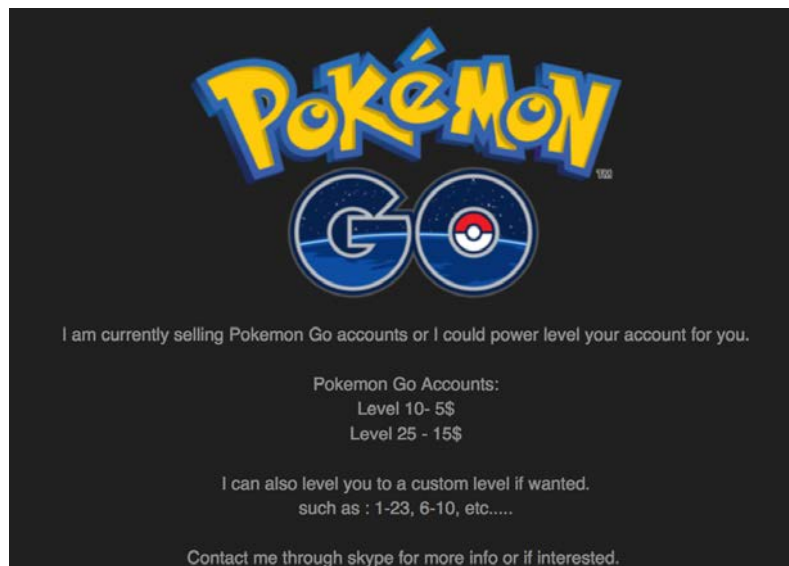 POKéMON
TM
GO
I am currently selling Pokemon Go accounts or I could power level your account for you.
Pokemon Go Accounts:
Level 10- 5$
Level 25 - 15$
I can also level you to a custom level if wanted.
such as : 1-23, 6-10, etc.....
Contact me through skype for more info or if interested.